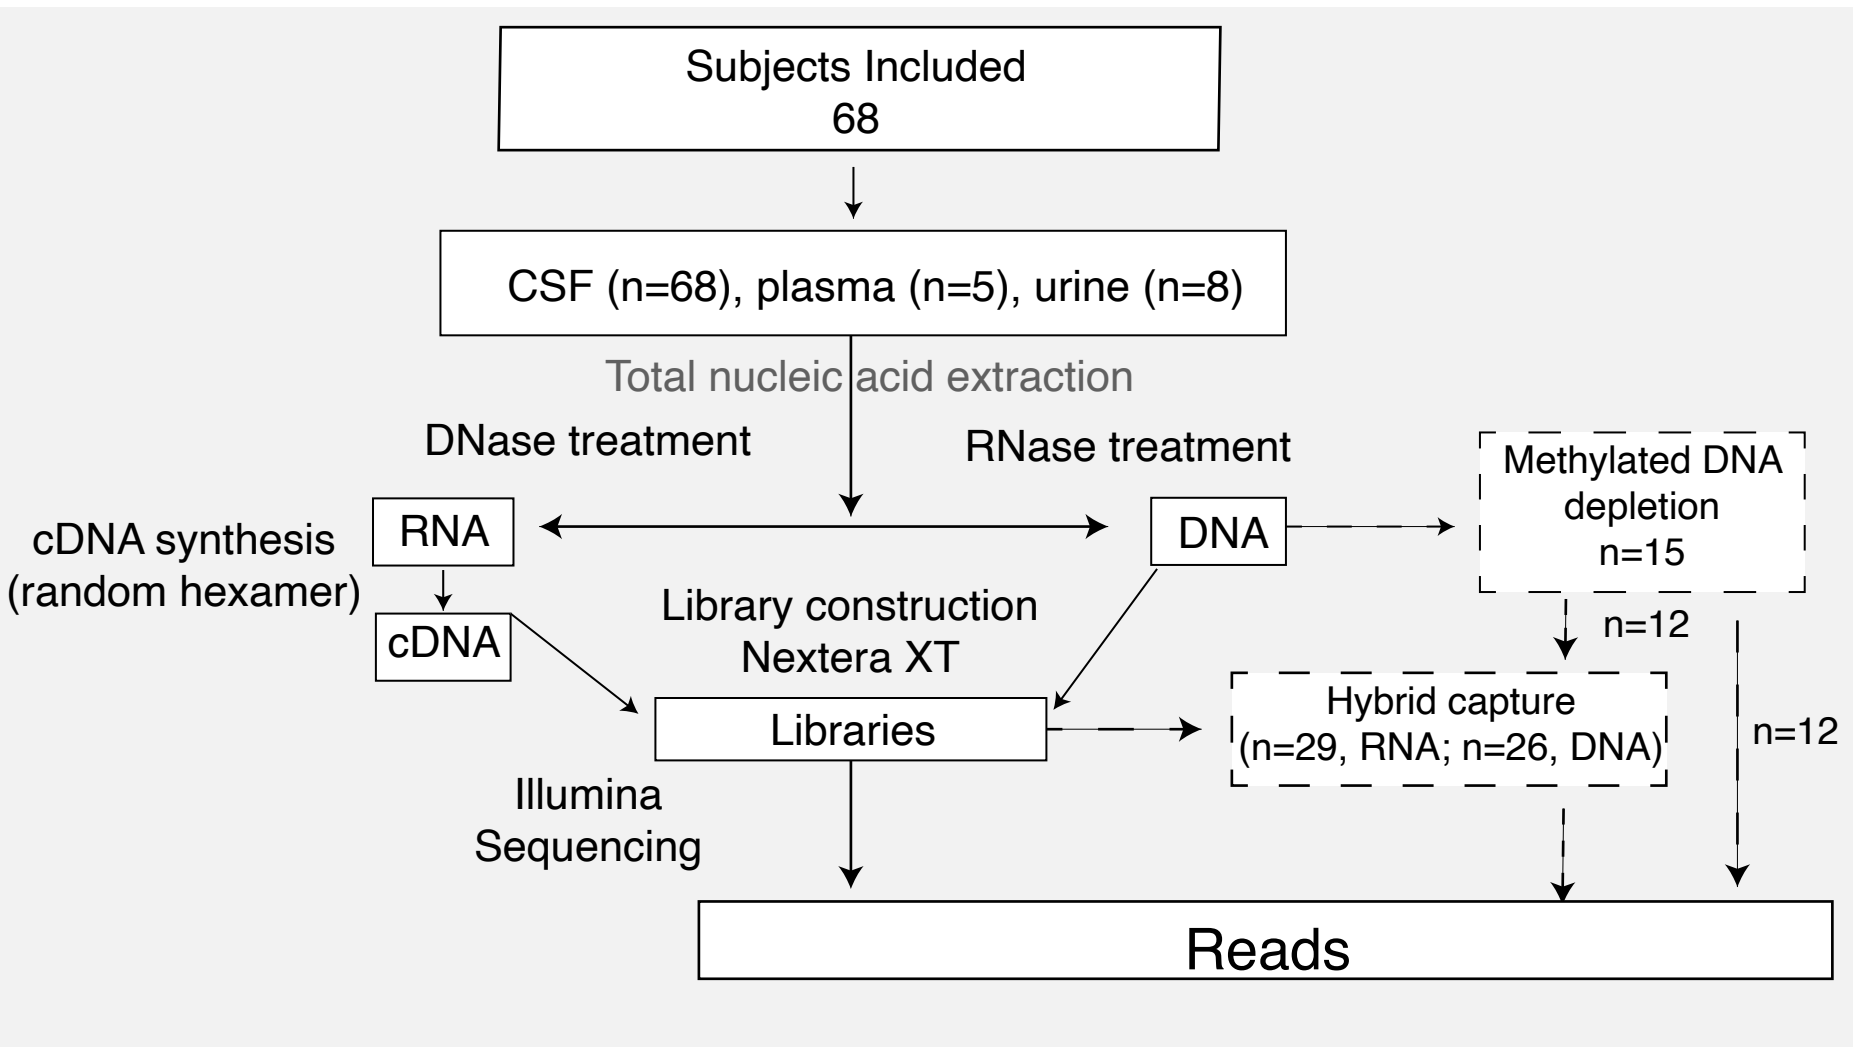 Subjects Included
68
CSF (n=68), plasma (n=5), urine (n=8)
Total nucleic acid extraction
DNase treatment
RNase treatment
Methylated DNA
depletion
n=15
RNA
DNA
cDNA synthesis
(random hexamer)
cDNA
Library construction
Nextera XT
n=12
Libraries
Hybrid capture
(n=29, RNA; n=26, DNA)
n=12
Illumina
Sequencing
Reads